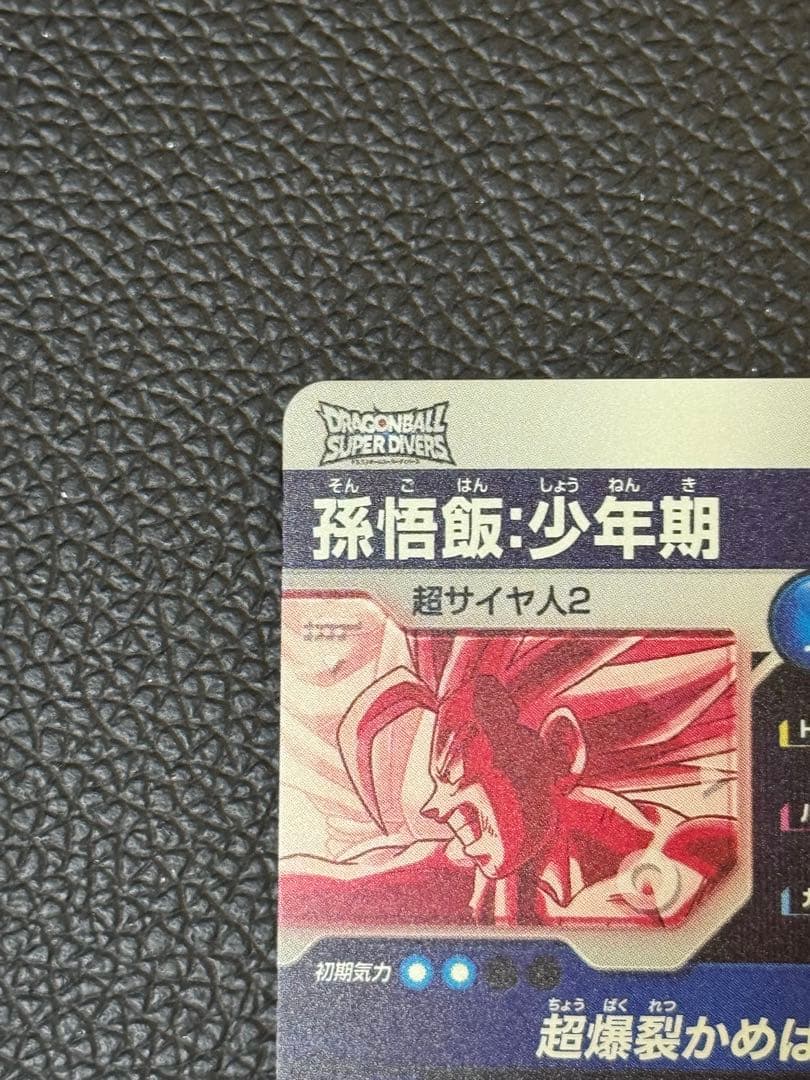 DRAGONBALL
SUPER DIVERS
そん ご はん しょう ねん き
孫悟飯:少年期
超サイヤ人2
初期気力
ちょう ばく れつ
超爆裂かめは